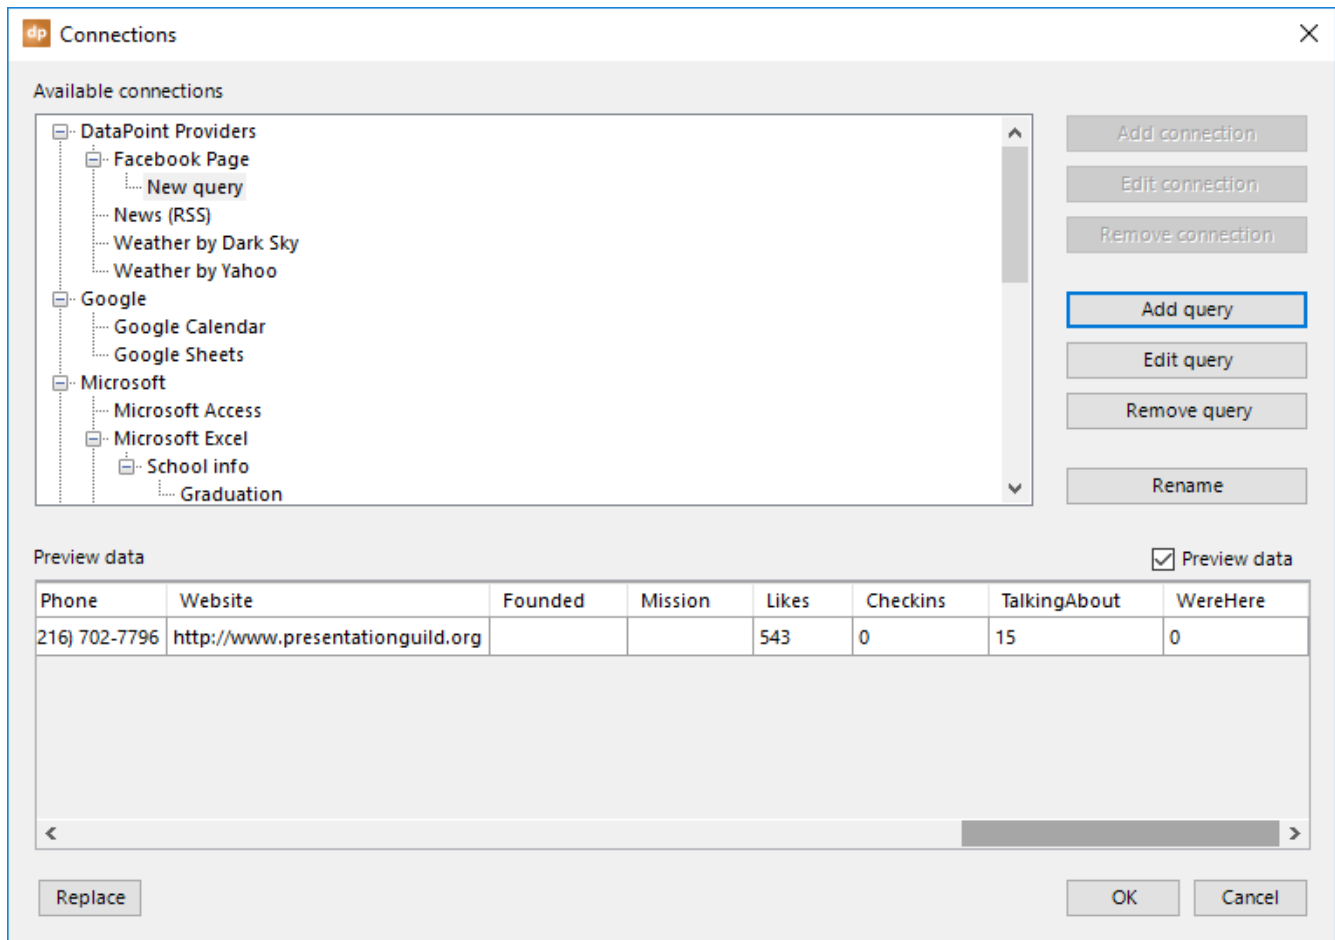 dp Connections
Available connections
DataPoint Providers
Add connection
Facebook Page
New query
Edit connection
News (RSS)
Weather by Dark Sky
Remove connection
Weather by Yahoo
Google
Add query
Google Calendar
Google Sheets
Edit query
Microsoft
Microsoft Access
Remove query
Microsoft Excel
School info
Graduation
Rename
Preview data
Preview data
Phone Website Founded Mission Likes Checkins TalkingAbout WereHere
216) 702-7796 http://www.presentationguild.org 543 0 15 0
Replace
OK
Cancel